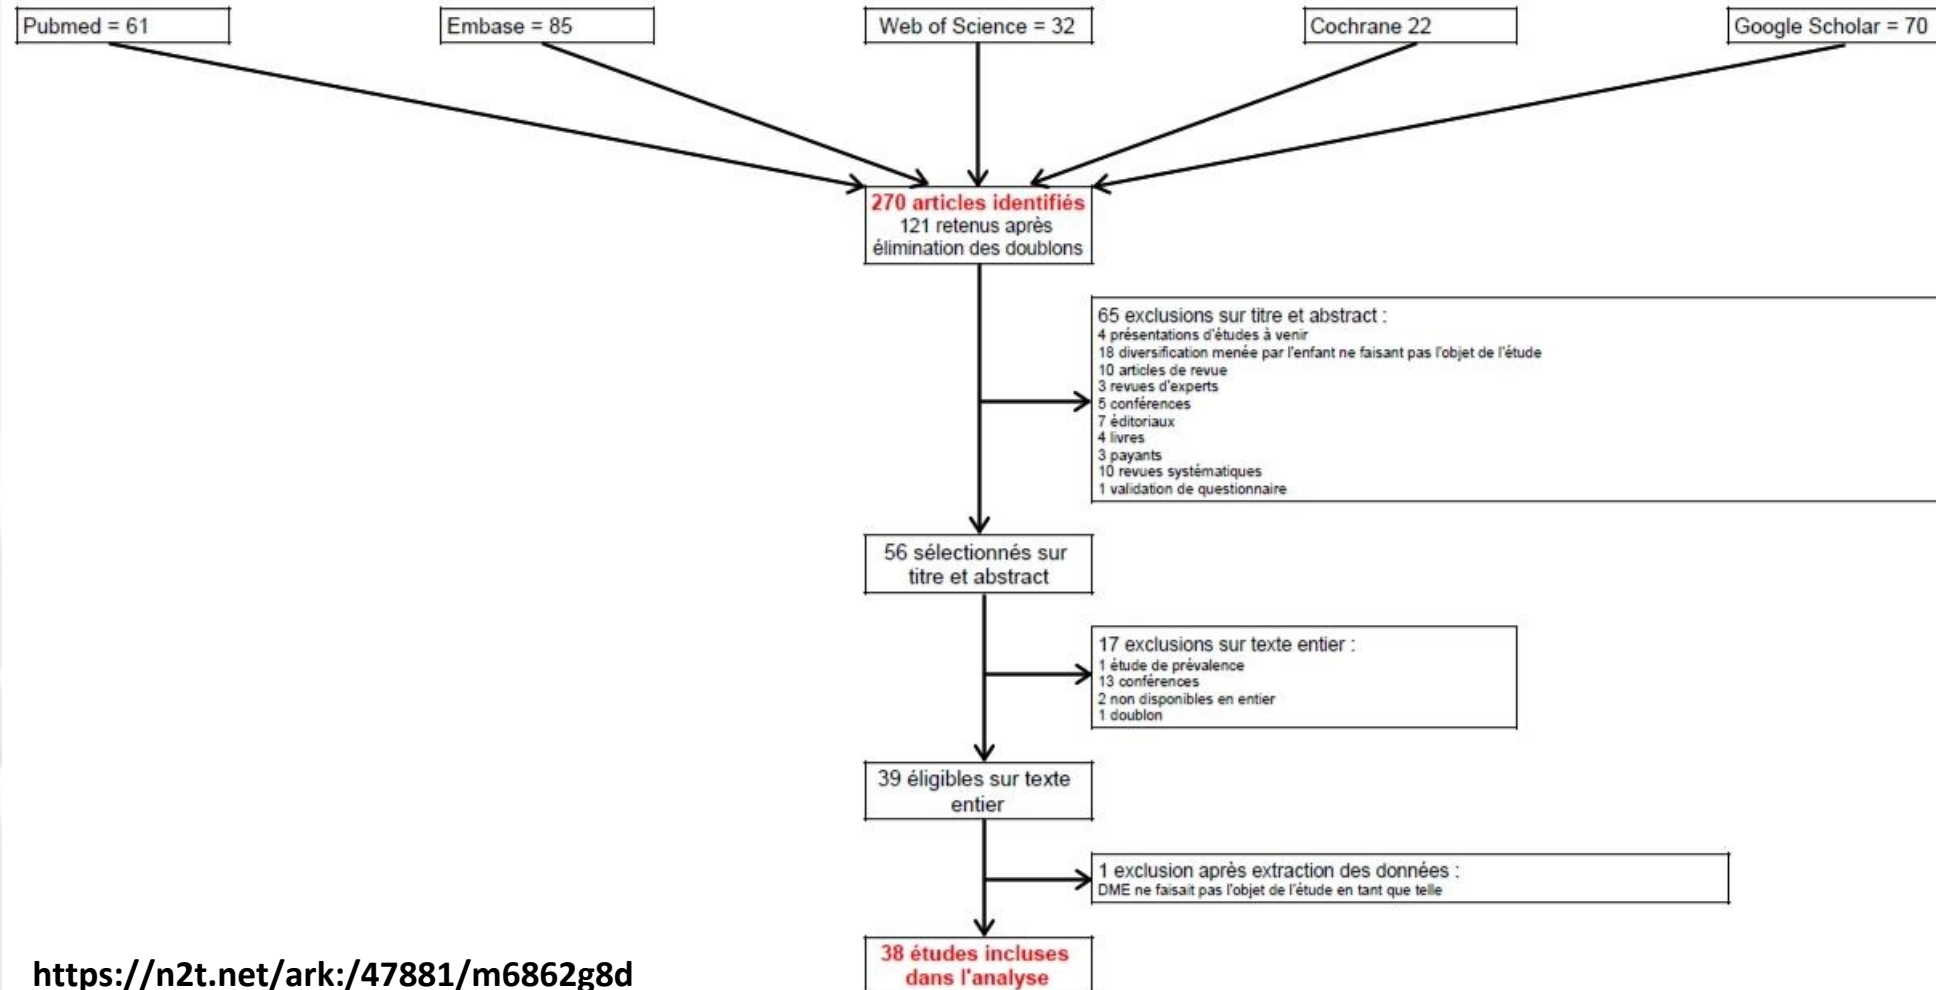 Pubmed = 61
Embase = 85
Web of Science = 32
Cochrane 22
Google Scholar = 70
270 articles identifiés
121 retenus après
élimination des doublons
65 exclusions sur titre et abstract :
4 présentations d'études à venir
18 diversification menée par l'enfant ne faisant pas l'objet de l'étude
10 articles de revue
3 revues d'experts
5 conférences
7 éditoriaux
4 livres
3 payants
10 revues systématiques
1 validation de questionnaire
56 sélectionnés sur
titre et abstract
17 exclusions sur texte entier :
1 étude de prévalence
13 conférences
2 non disponibles en entier
1 doublon
39 éligibles sur texte
entier
1 exclusion après extraction des données :
DME ne faisait pas l'objet de l'étude en tant que telle
38 études incluses
dans l'analyse
https://n2t.net/ark:/47881/m6862g8d